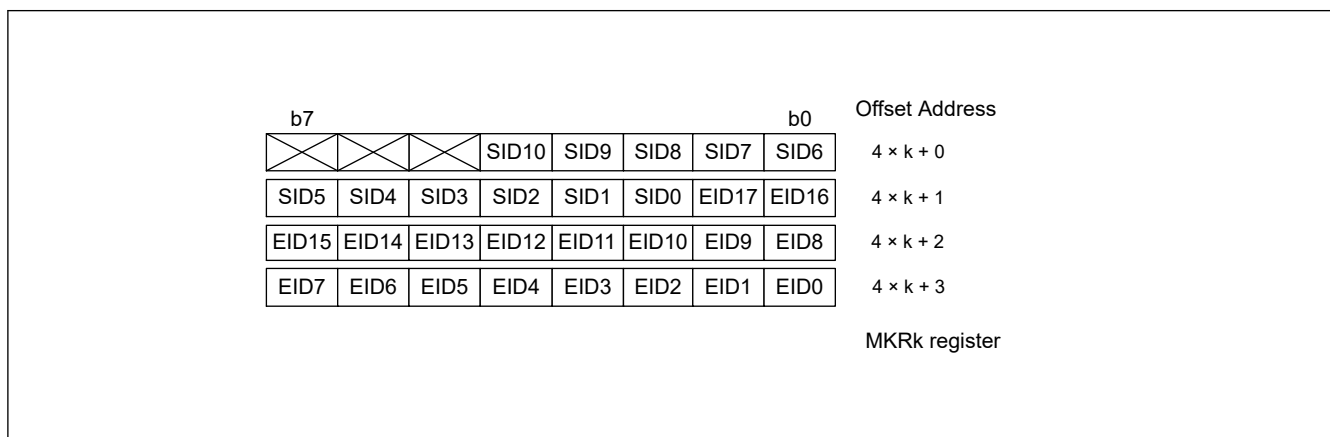 b7 b0 Offset Address
SID10 SID9 SID8 SID7 SID6 4 × k + 0
SID5 SID4 SID3 SID2 SID1 SID0 EID17 EID16 4 × k + 1
EID15 EID14 EID13 EID12 EID11 EID10 EID9 EID8 4 × k + 2
EID7 EID6 EID5 EID4 EID3 EID2 EID1 EID0 4 × k + 3
MKRk register